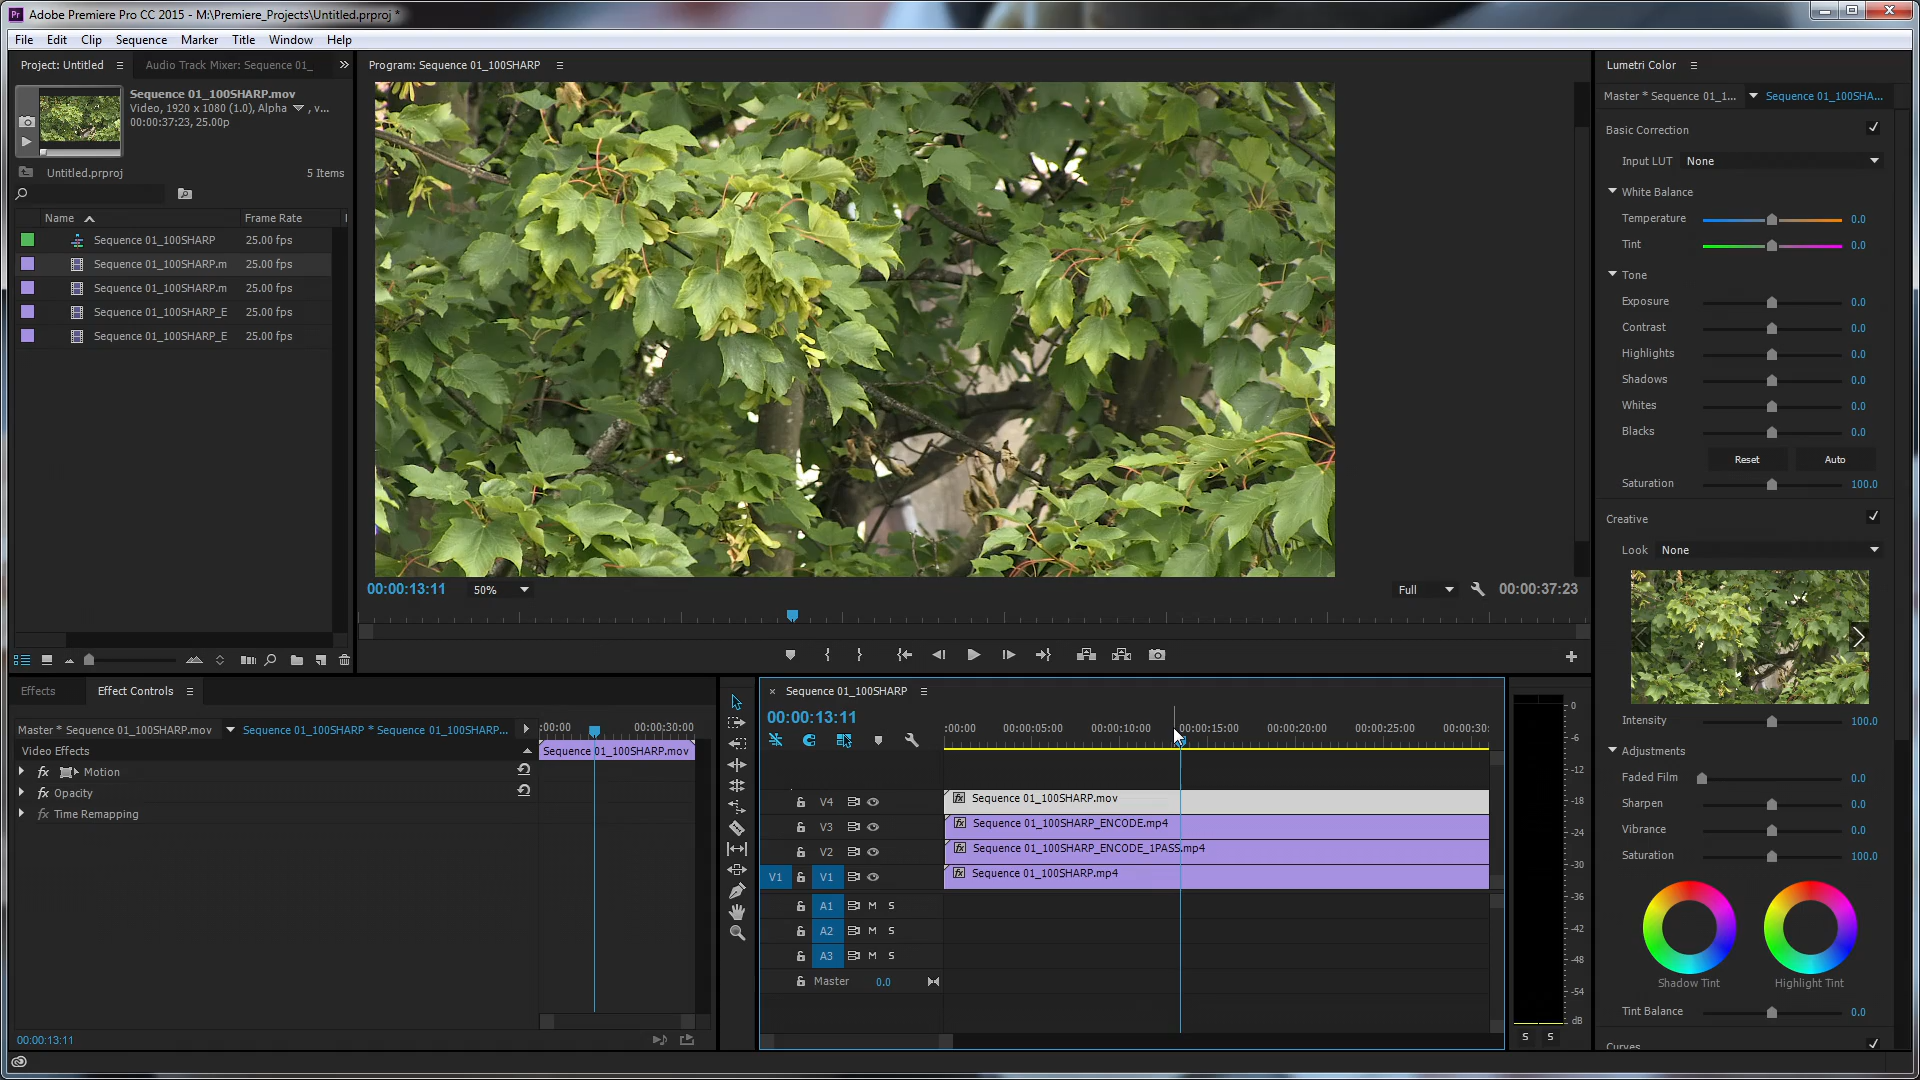 Adobe Premiere Pro CC 2015 - M:\Premiere_Projects\Untitled.prproj *
File Edit Clip Sequence Marker Title Window Help
Project: Untitled Audio Track Mixer: Sequence 01_
Sequence 01_100SHARP.mov
Video, 1920 x 1080 (1.0), Alpha , v...
00:00:37:23, 25.00p
Untitled.prproj 5 Items
Name Frame Rate
Sequence 01_100SHARP 25.00 fps
Sequence 01_100SHARP.m 25.00 fps
Sequence 01_100SHARP.m 25.00 fps
Sequence 01_100SHARP_E 25.00 fps
Sequence 01_100SHARP_E 25.00 fps
Program: Sequence 01_100SHARP
00:00:13:11 50% Full 00:00:37:23
Lumetri Color
Master * Sequence 01_1... Sequence 01_100SHA...
Basic Correction
Input LUT None
White Balance
Temperature 0.0
Tint 0.0
Tone
Exposure 0.0
Contrast 0.0
Highlights 0.0
Shadows 0.0
Whites 0.0
Blacks 0.0
Reset Auto
Saturation 100.0
Creative
Look None
Intensity 100.0
Adjustments
Faded Film 0.0
Sharpen 0.0
Vibrance 0.0
Saturation 100.0
Shadow Tint Highlight Tint
Tint Balance 0.0
Curves
Effects Effect Controls
Master * Sequence 01_100SHARP.mov Sequence 01_100SHARP * Sequence 01_100SHARP... :00:00 00:00:30:00
Video Effects Sequence 01_100SHARP.mov
fx Motion
fx Opacity
fx Time Remapping
00:00:13:11
× Sequence 01_100SHARP
00:00:13:11
:00:00 00:00:05:00 00:00:10:00 00:00:15:00 00:00:20:00 00:00:25:00 00:00:30:
V4 fx Sequence 01_100SHARP.mov
V3 fx Sequence 01_100SHARP_ENCODE.mp4
V2 fx Sequence 01_100SHARP_ENCODE_1PASS.mp4
V1 V1 fx Sequence 01_100SHARP.mp4
A1 M S
A2 M S
A3 M S
Master 0.0
0
-6
-12
-18
-24
-30
-36
-42
-48
-54
dB
S S